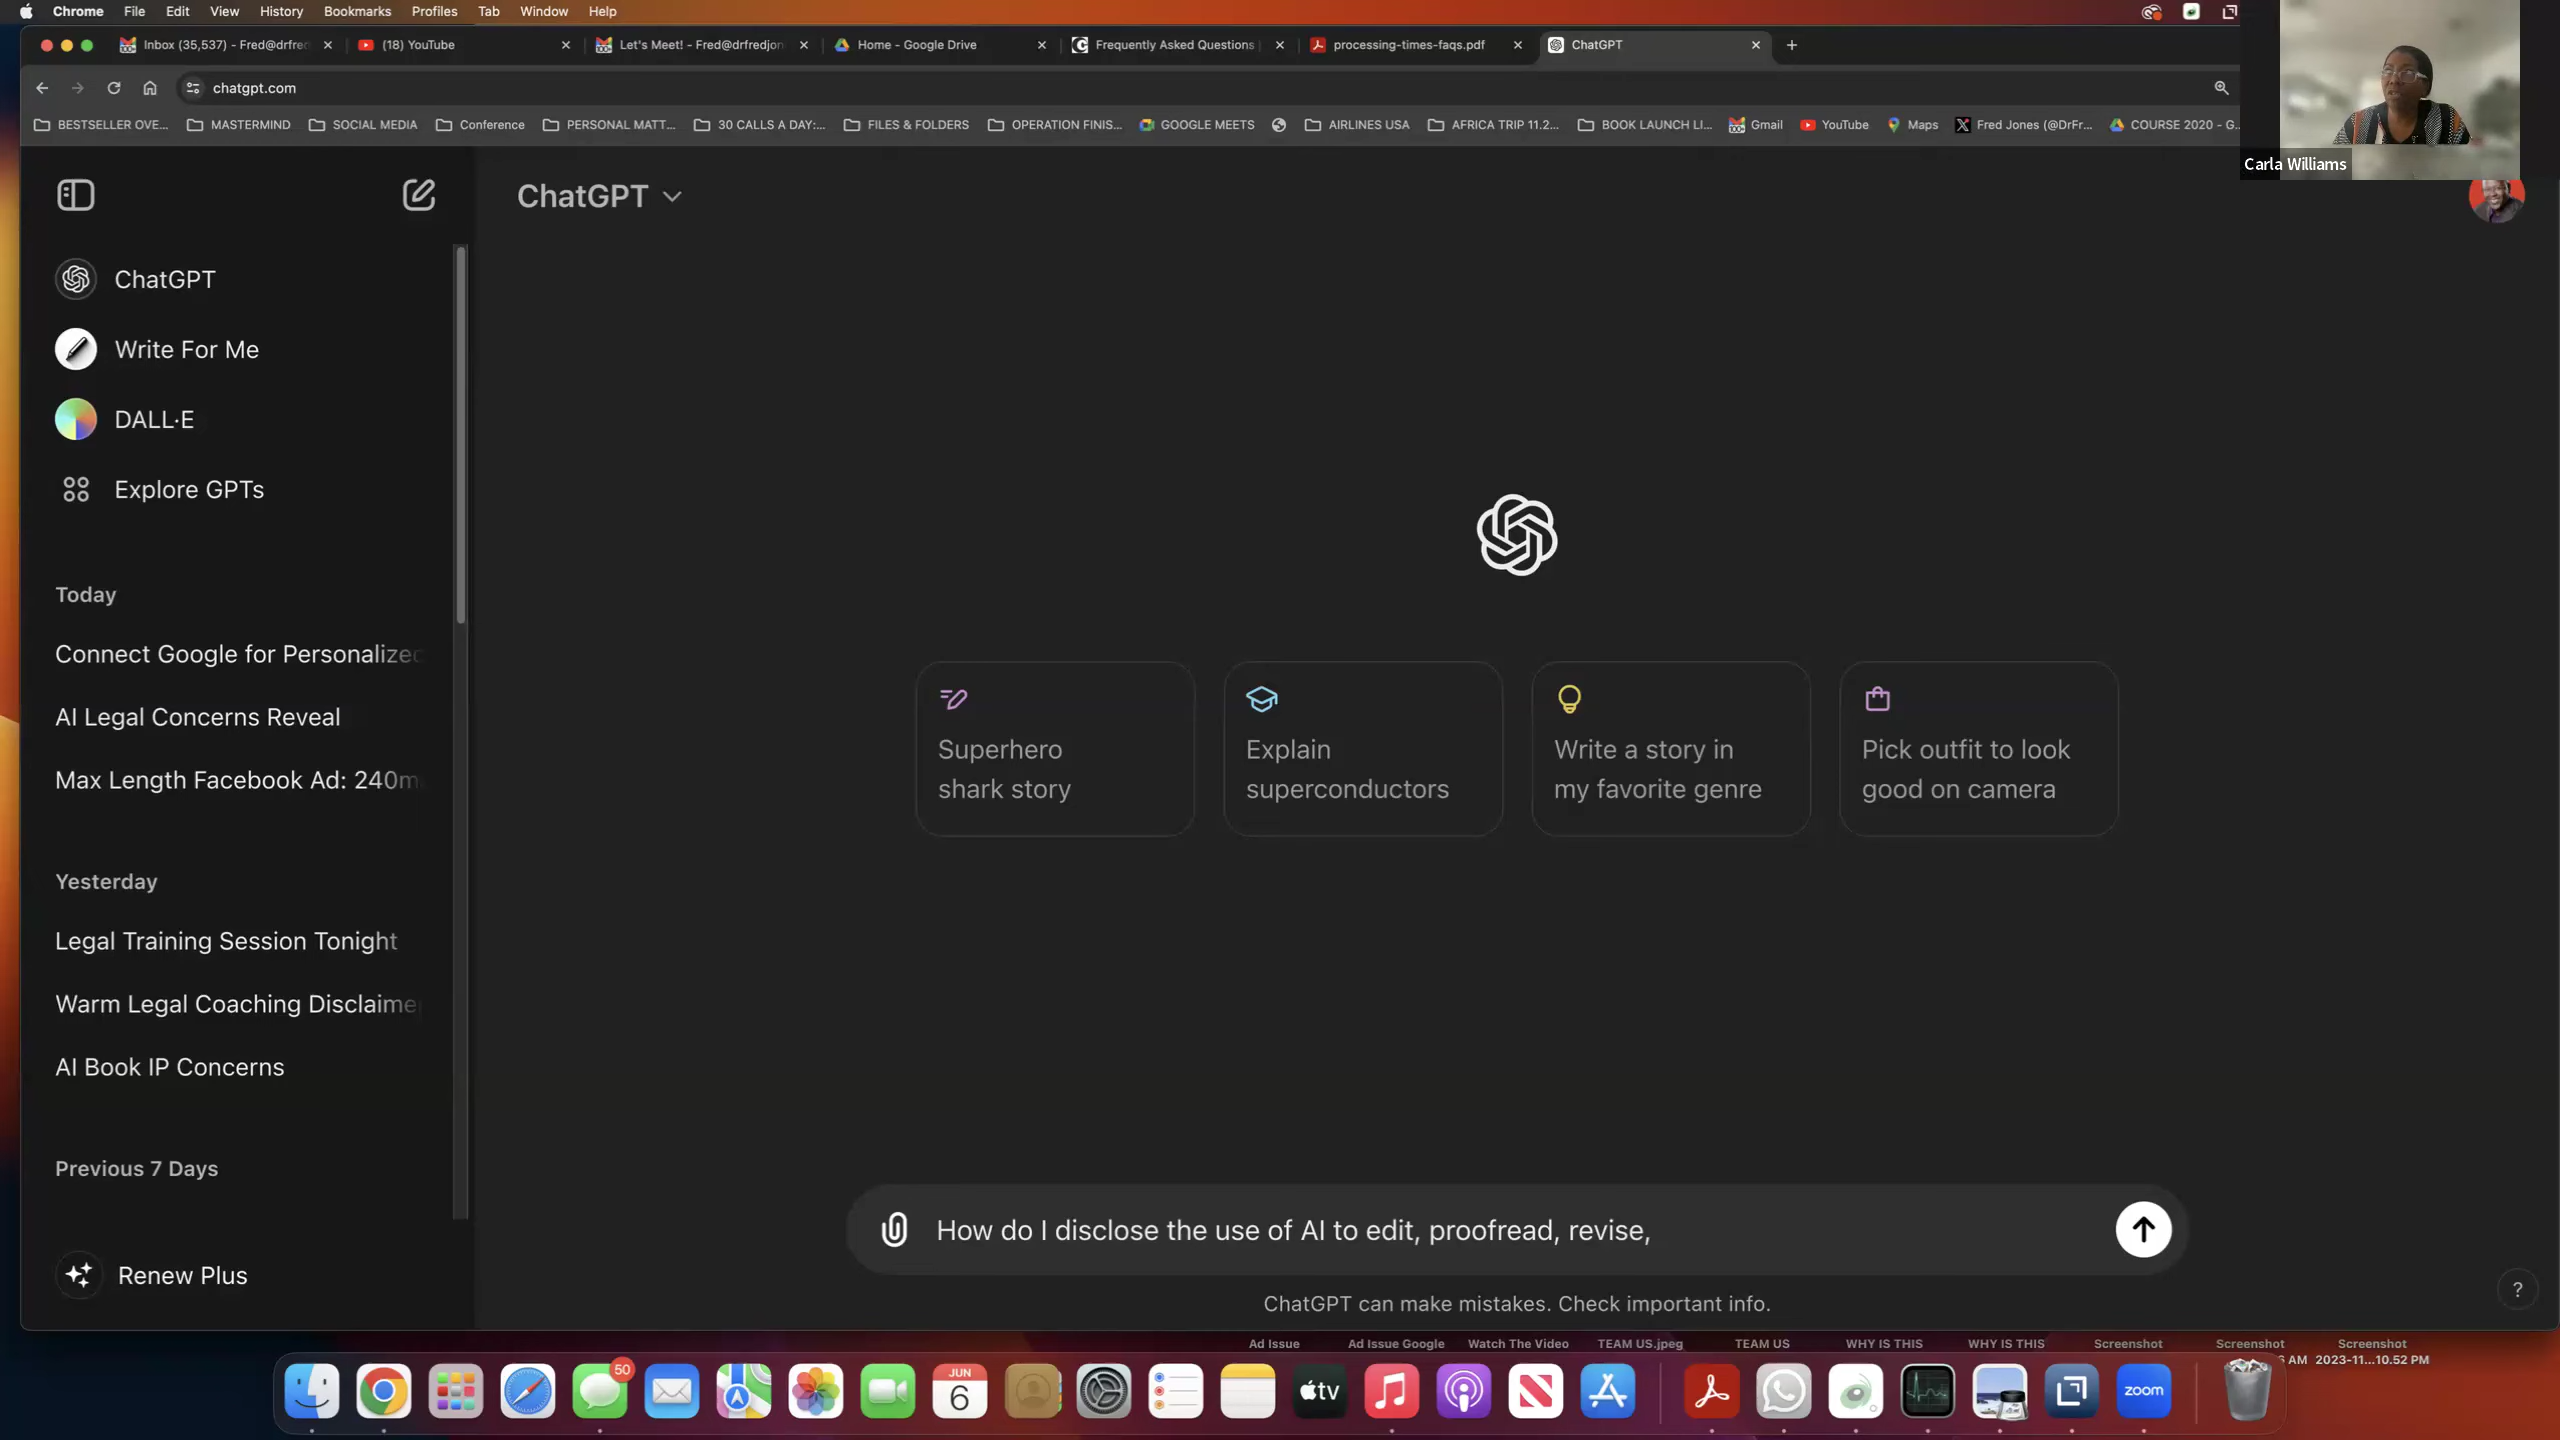 Chrome File Edit View History Bookmarks Profiles Tab Window Help
Inbox (35,537) - Fred@drfred
(18) YouTube
Let's Meet! - Fred@drfredjon
Home - Google Drive
Frequently Asked Questions
processing-times-faqs.pdf
ChatGPT
chatgpt.com
BESTSELLER OVE...
MASTERMIND
SOCIAL MEDIA
Conference
PERSONAL MATT...
30 CALLS A DAY:...
FILES & FOLDERS
OPERATION FINIS...
GOOGLE MEETS
AIRLINES USA
AFRICA TRIP 11.2...
BOOK LAUNCH LI...
Gmail
YouTube
Maps
Fred Jones (@DrFr...
COURSE 2020 - G...
Carla Williams
ChatGPT
ChatGPT
Write For Me
DALL·E
Explore GPTs
Today
Connect Google for Personalized
AI Legal Concerns Reveal
Max Length Facebook Ad: 240m
Yesterday
Legal Training Session Tonight
Warm Legal Coaching Disclaimer
AI Book IP Concerns
Previous 7 Days
Renew Plus
Superhero
shark story
Explain
superconductors
Write a story in
my favorite genre
Pick outfit to look
good on camera
How do I disclose the use of AI to edit, proofread, revise,
ChatGPT can make mistakes. Check important info.
?
Ad Issue
Ad Issue Google
Watch The Video
TEAM US.jpeg
TEAM US
WHY IS THIS
WHY IS THIS
Screenshot
Screenshot
Screenshot
AM
2023-11...10.52 PM
50
JUN
6
tv
zoom